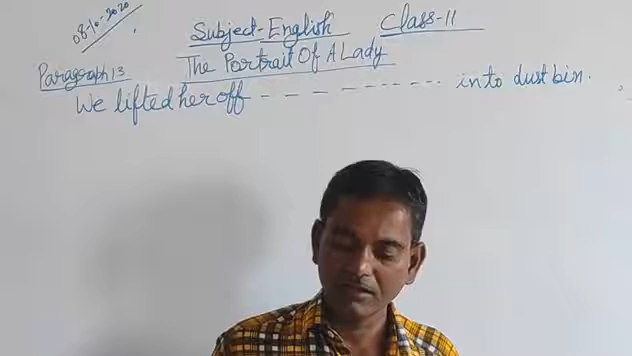 08-10-2020
Subject-English Class-11
The Portrait Of A Lady
Paragraph 13
We lifted her off - - - - - - - - - - - into dust bin.